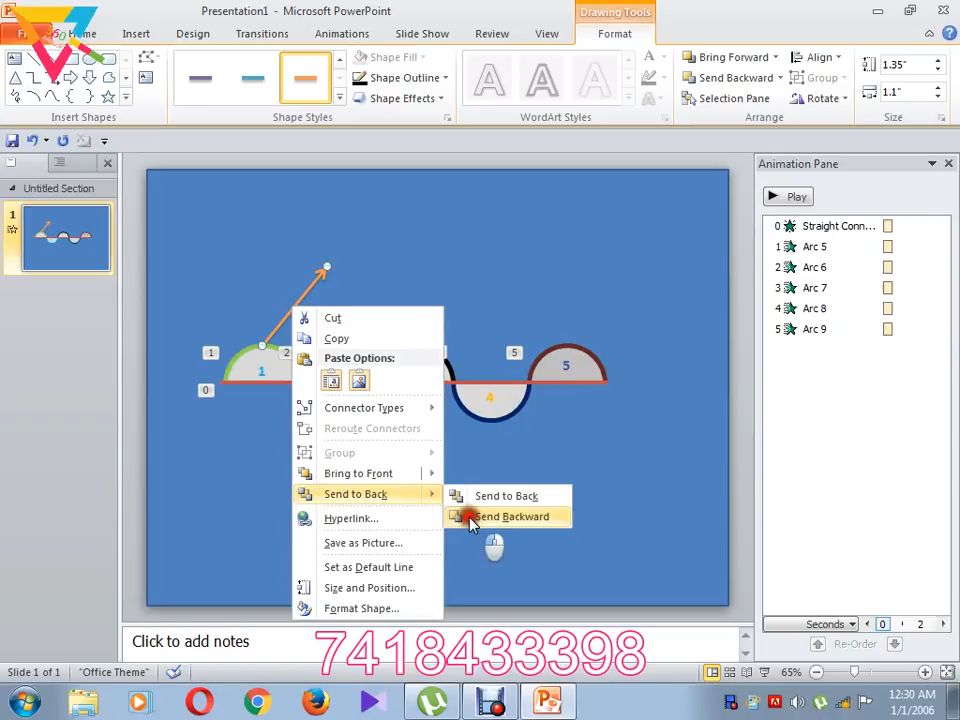 Presentation1 - Microsoft PowerPoint
Drawing Tools
Home Insert Design Transitions Animations Slide Show Review View Format
360
Shape Fill
Shape Outline
Shape Effects
Bring Forward
Send Backward
Selection Pane
Align
Group
Rotate
1.35"
1.1"
Insert Shapes
Shape Styles
WordArt Styles
Arrange
Size
Untitled Section
1
Animation Pane
Play
0 Straight Conn...
1 Arc 5
2 Arc 6
3 Arc 7
4 Arc 8
5 Arc 9
1
2
5
0
1
4
5
Cut
Copy
Paste Options:
Connector Types
Reroute Connectors
Group
Bring to Front
Send to Back
Hyperlink...
Save as Picture...
Set as Default Line
Size and Position...
Format Shape...
Send to Back
Send Backward
Seconds 0 2
Re-Order
Click to add notes
7418433398
Slide 1 of 1 "Office Theme" 65%
12:30 AM
1/1/2006